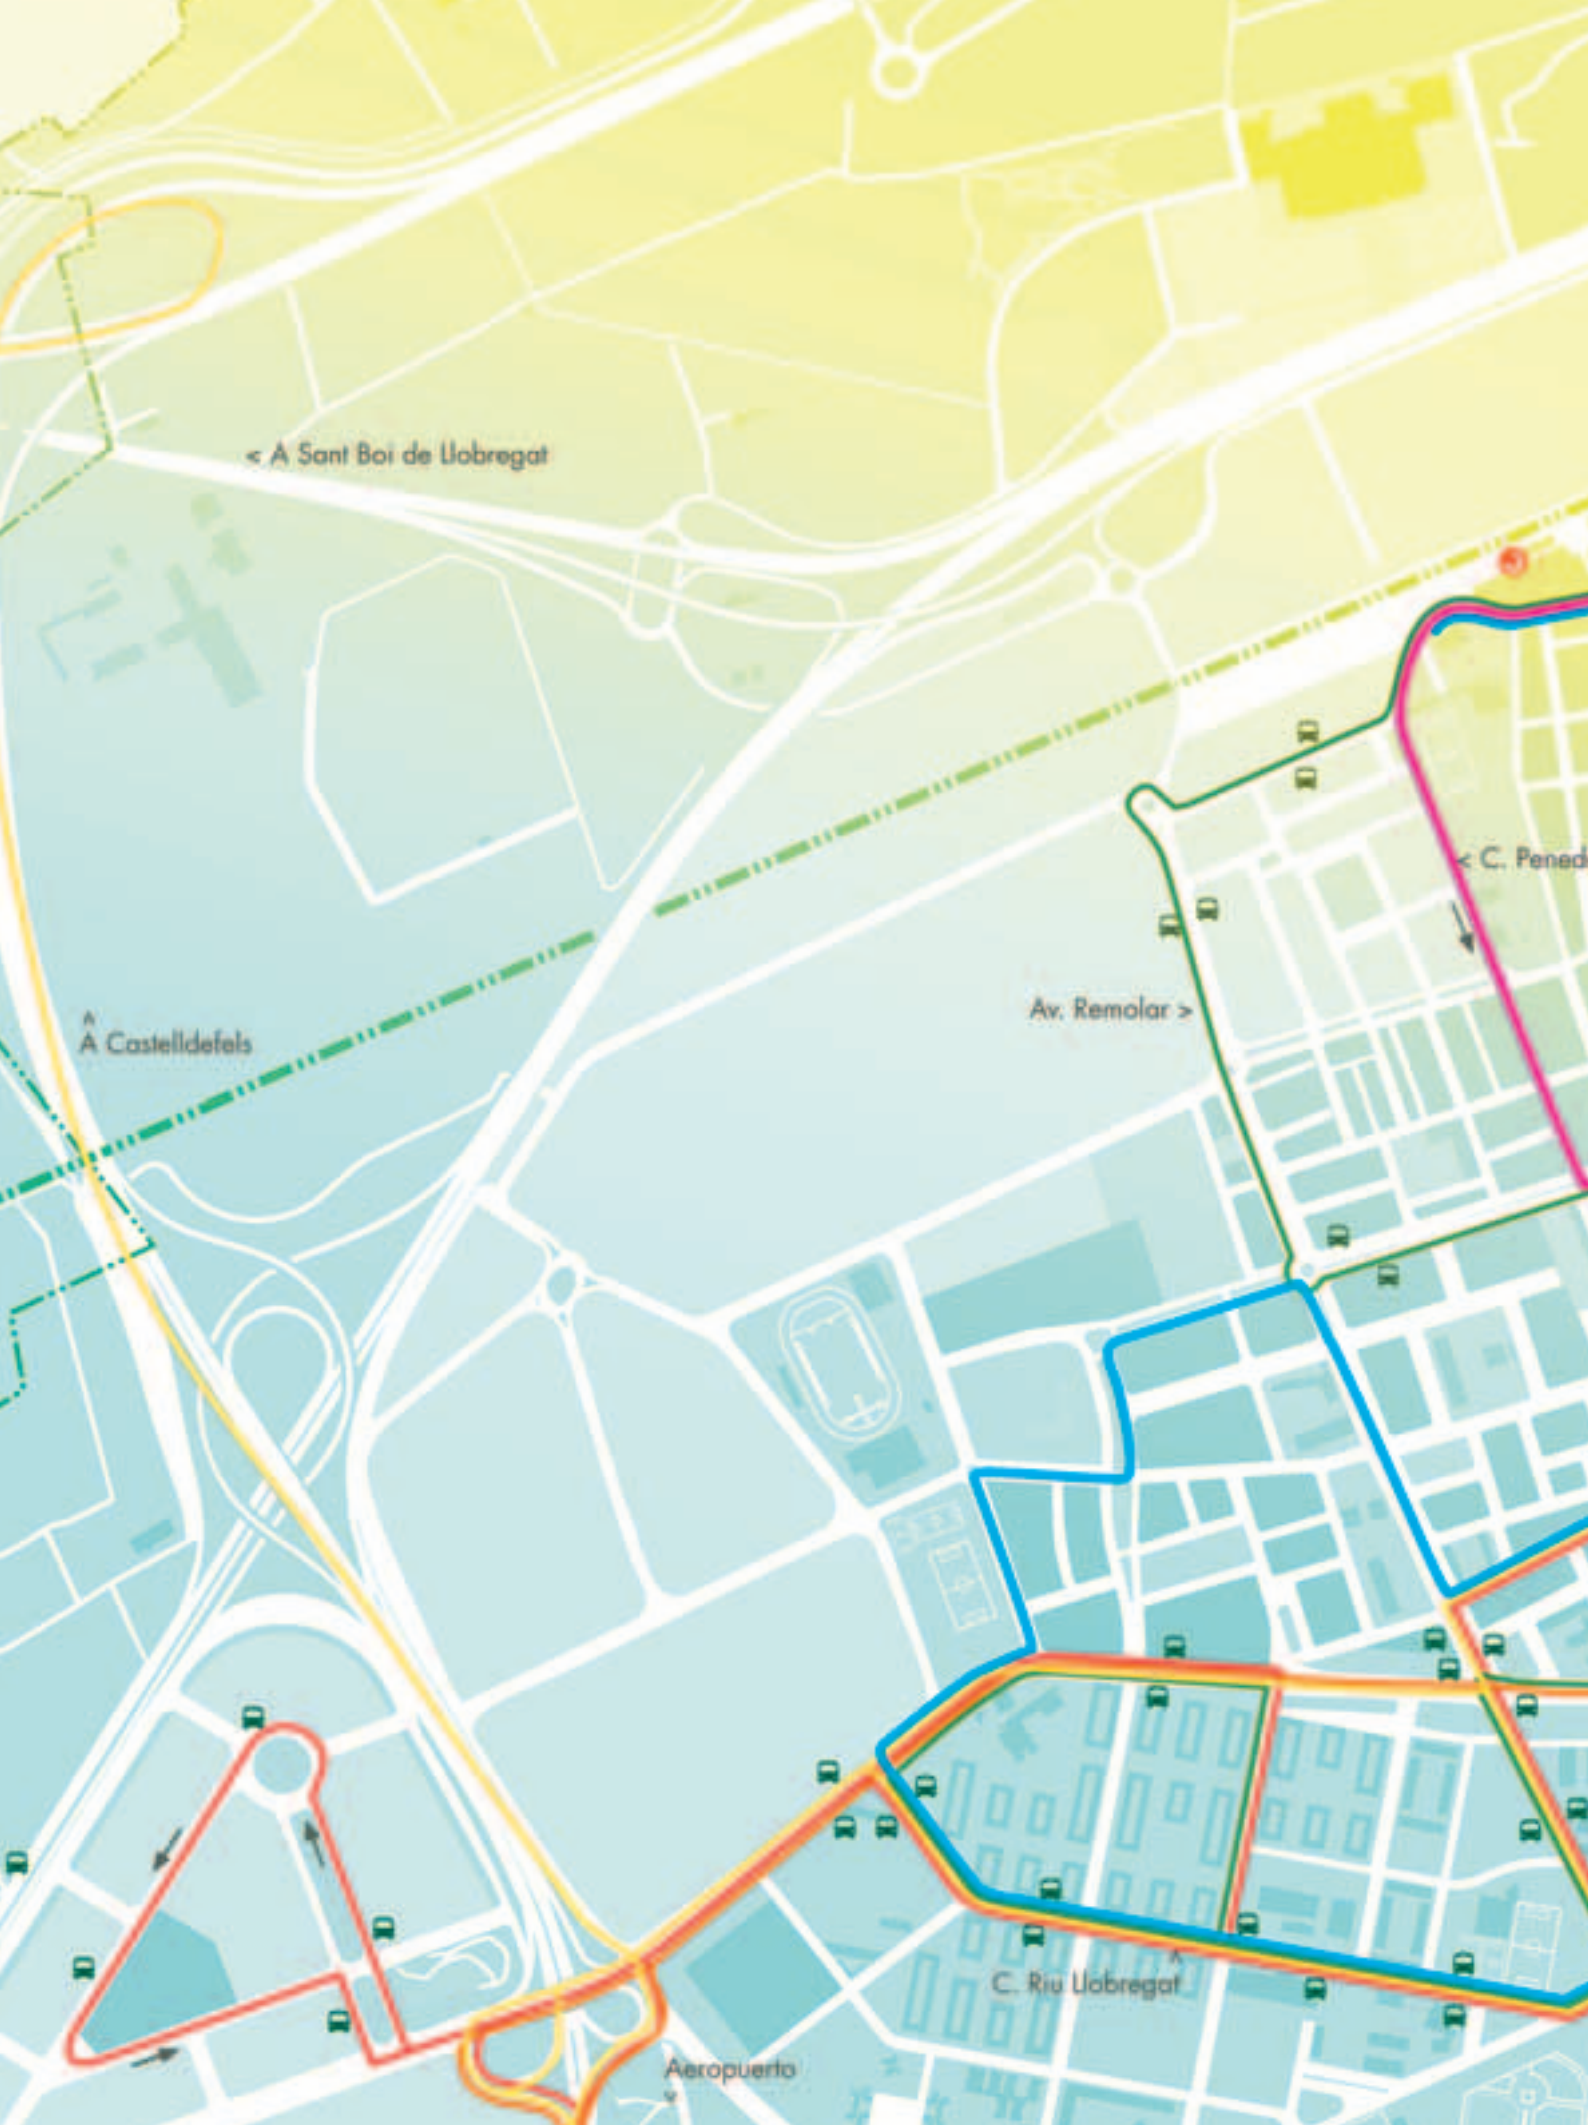 < A Sant Boi de Llobregat
< C. Pened
Av. Remolar >
^
A Castelldefels
^
C. Riu Llobregat
Aeropuerto